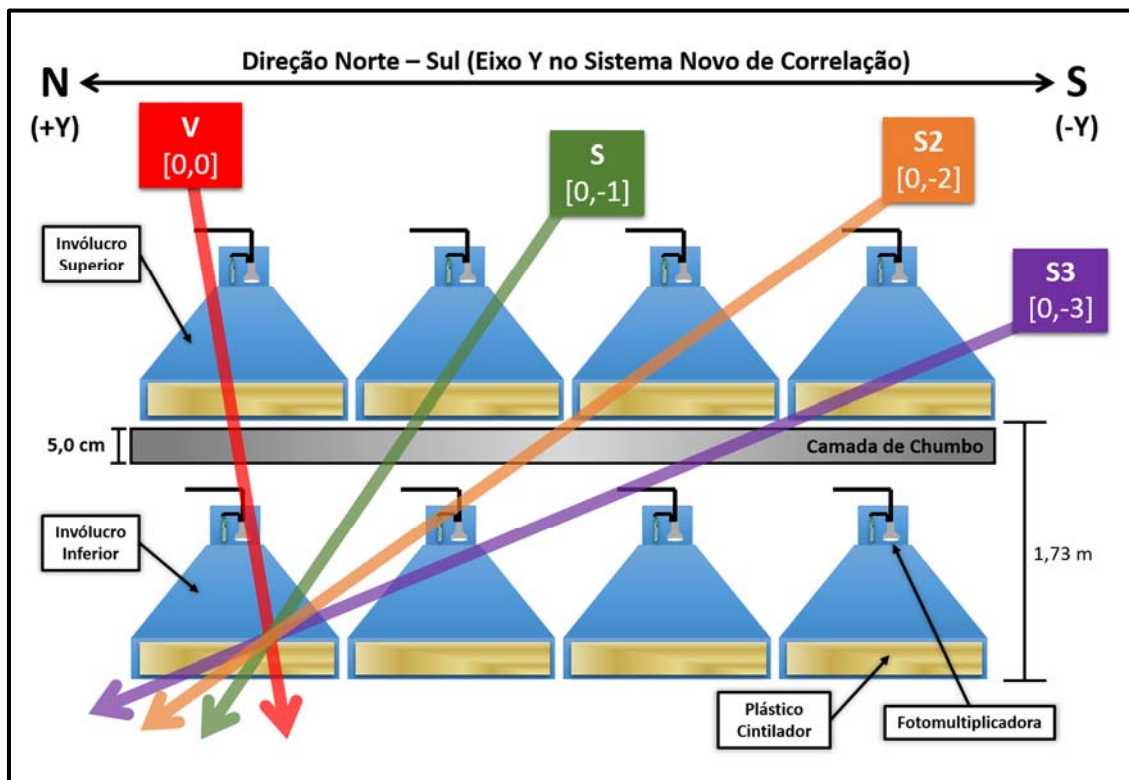 Direção Norte – Sul (Eixo Y no Sistema Novo de Correlação)
N
(+Y)
S
(-Y)
V
[0,0]
S
[0,-1]
S2
[0,-2]
S3
[0,-3]
Invólucro
Superior
5,0 cm
Camada de Chumbo
Invólucro
Inferior
1,73 m
Plástico
Cintilador
Fotomultiplicadora